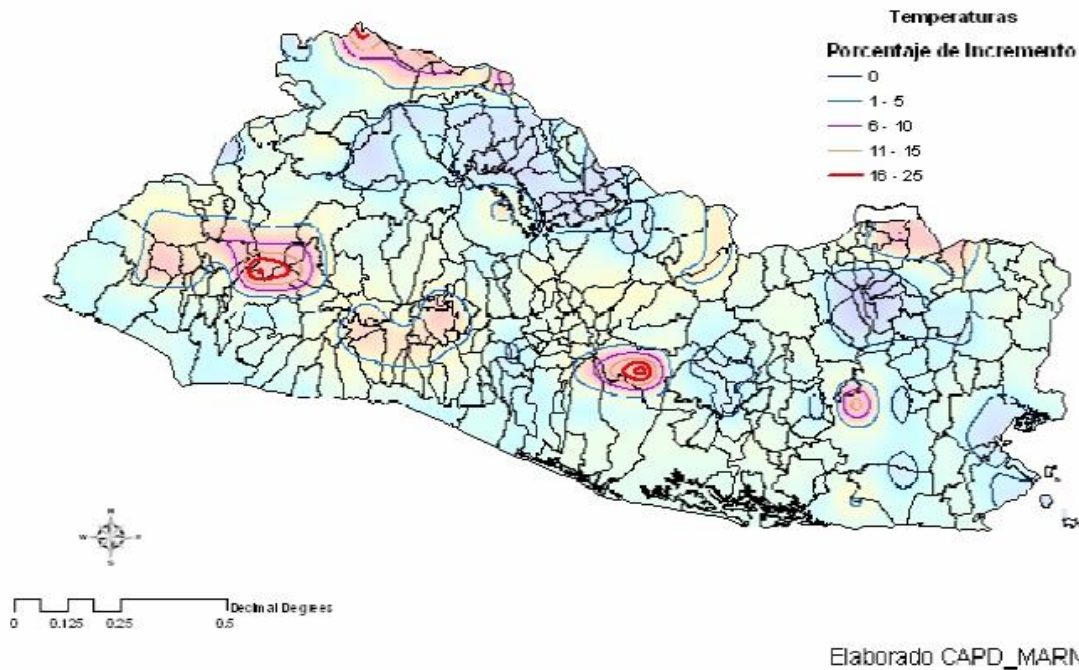 Temperaturas
Porcentaje de Incremento
0
1 - 5
6 - 10
11 - 15
16 - 25
N
W
E
S
Decimal Degrees
0 0.125 0.25 0.5
Elaborado CAPD_MARN